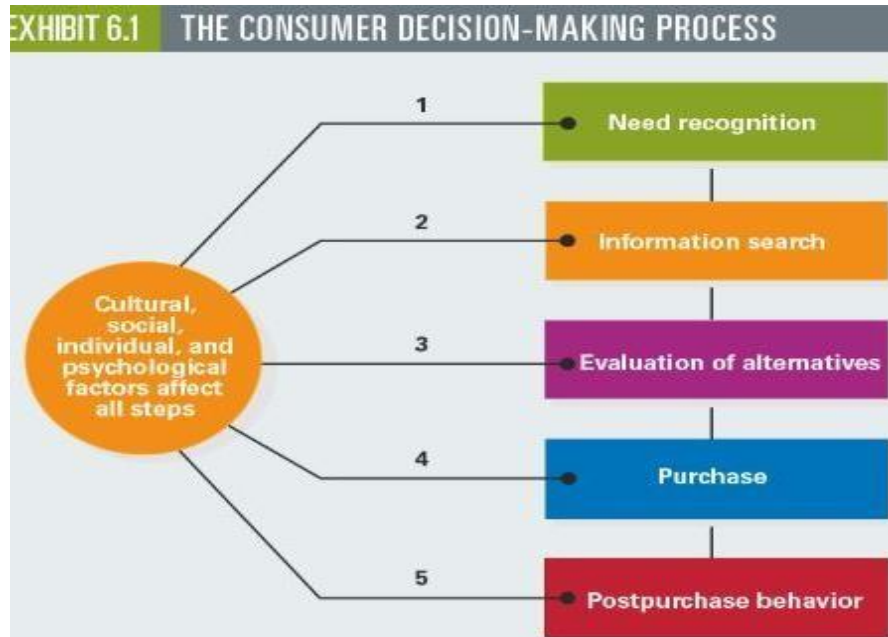 EXHIBIT 6.1 THE CONSUMER DECISION-MAKING PROCESS
1
Need recognition
2
Information search
Cultural,
social,
individual, and
psychological
factors affect
all steps
3
Evaluation of alternatives
4
Purchase
5
Postpurchase behavior